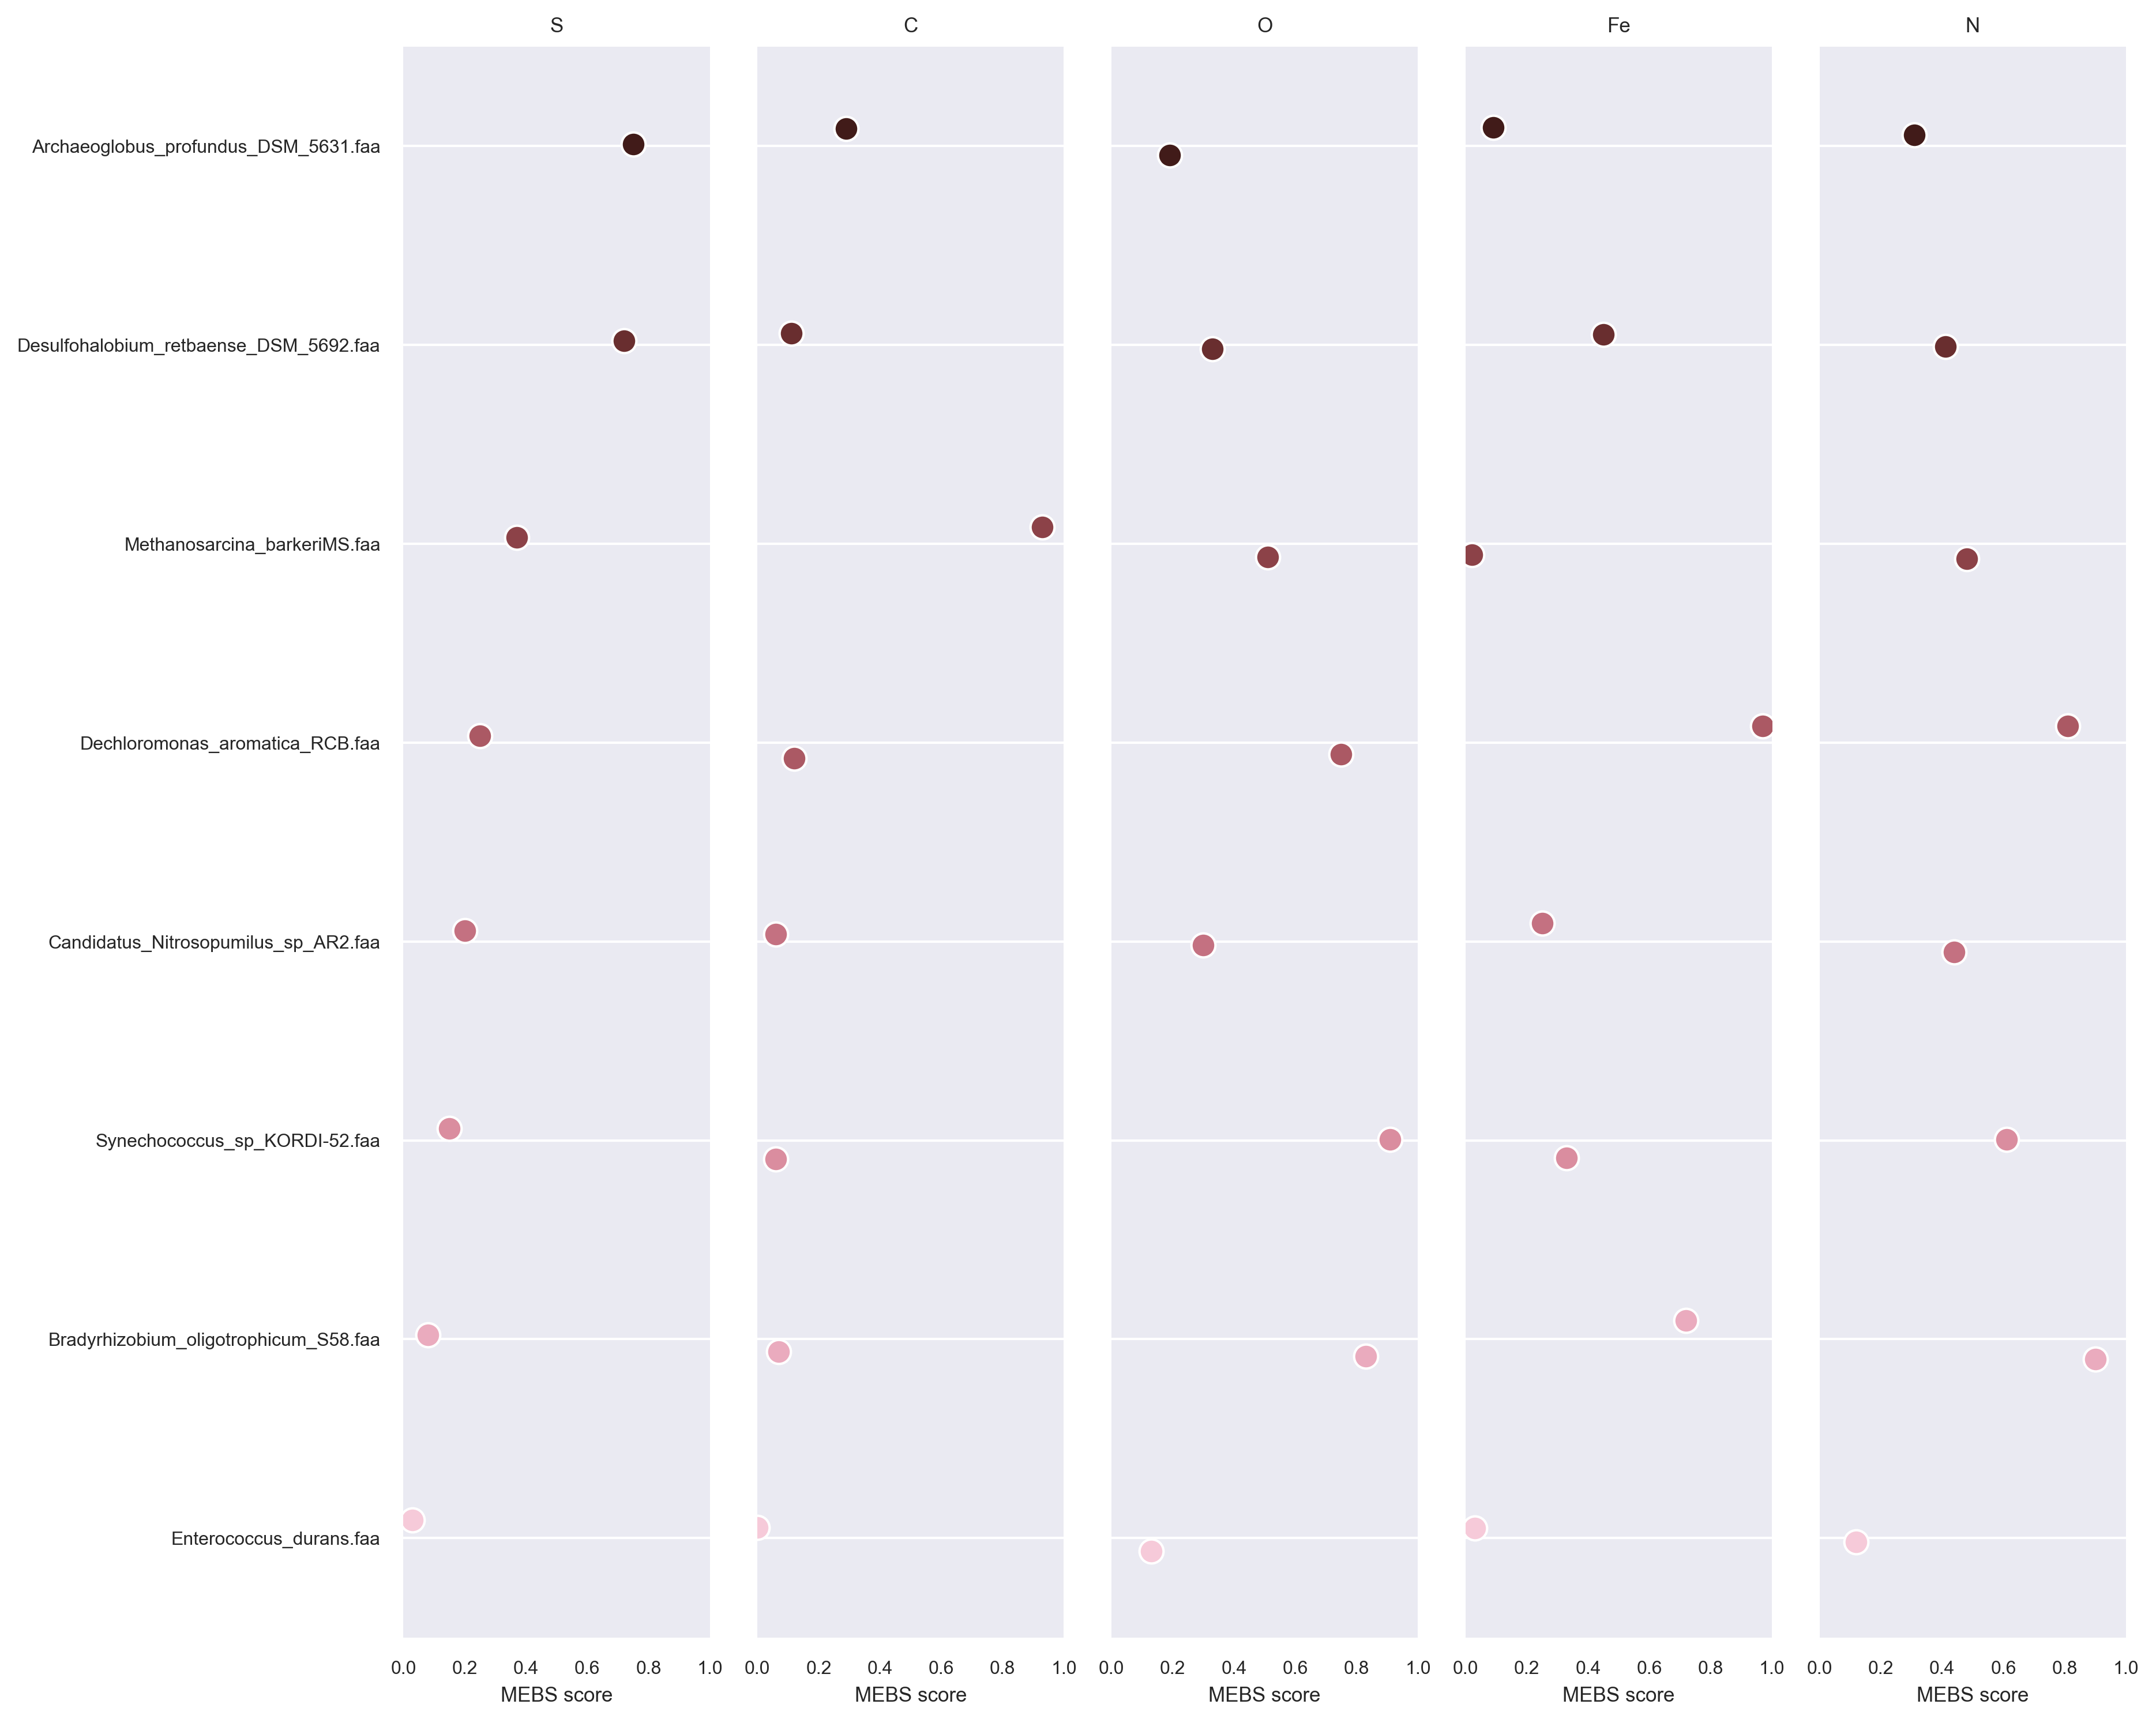 S C O Fe N
Archaeoglobus_profundus_DSM_5631.faa
Desulfohalobium_retbaense_DSM_5692.faa
Methanosarcina_barkeriMS.faa
Dechloromonas_aromatica_RCB.faa
Candidatus_Nitrosopumilus_sp_AR2.faa
Synechococcus_sp_KORDI-52.faa
Bradyrhizobium_oligotrophicum_S58.faa
Enterococcus_durans.faa
0.0 0.2 0.4 0.6 0.8 1.0 0.0 0.2 0.4 0.6 0.8 1.0 0.0 0.2 0.4 0.6 0.8 1.0 0.0 0.2 0.4 0.6 0.8 1.0 0.0 0.2 0.4 0.6 0.8 1.0
MEBS score MEBS score MEBS score MEBS score MEBS score